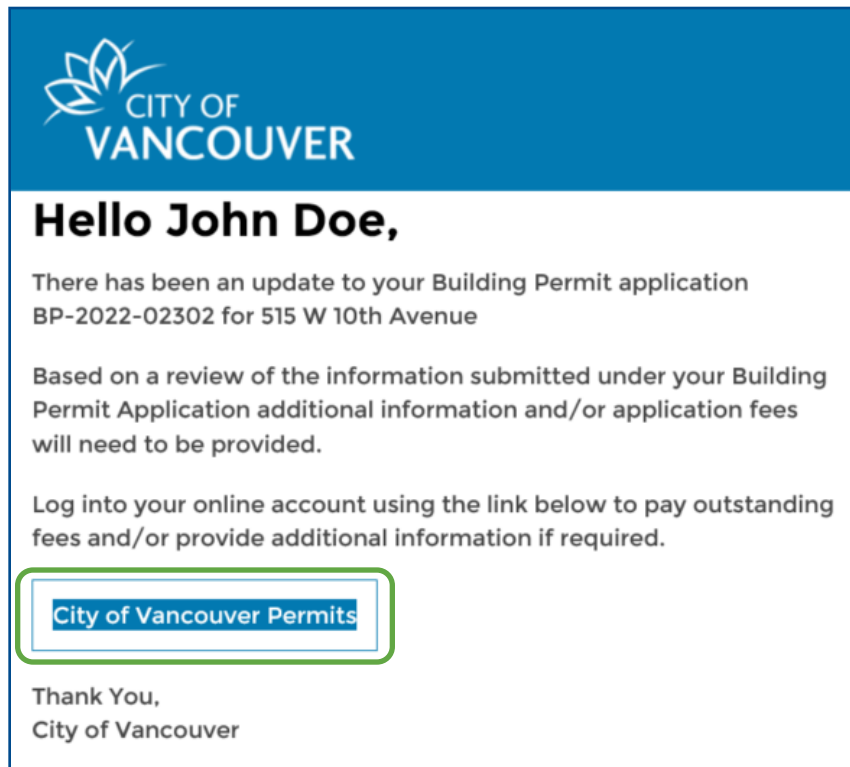 CITY OF
VANCOUVER
Hello John Doe,
There has been an update to your Building Permit application
BP-2022-02302 for 515 W 10th Avenue
Based on a review of the information submitted under your Building
Permit Application additional information and/or application fees
will need to be provided.
Log into your online account using the link below to pay outstanding
fees and/or provide additional information if required.
City of Vancouver Permits
Thank You,
City of Vancouver